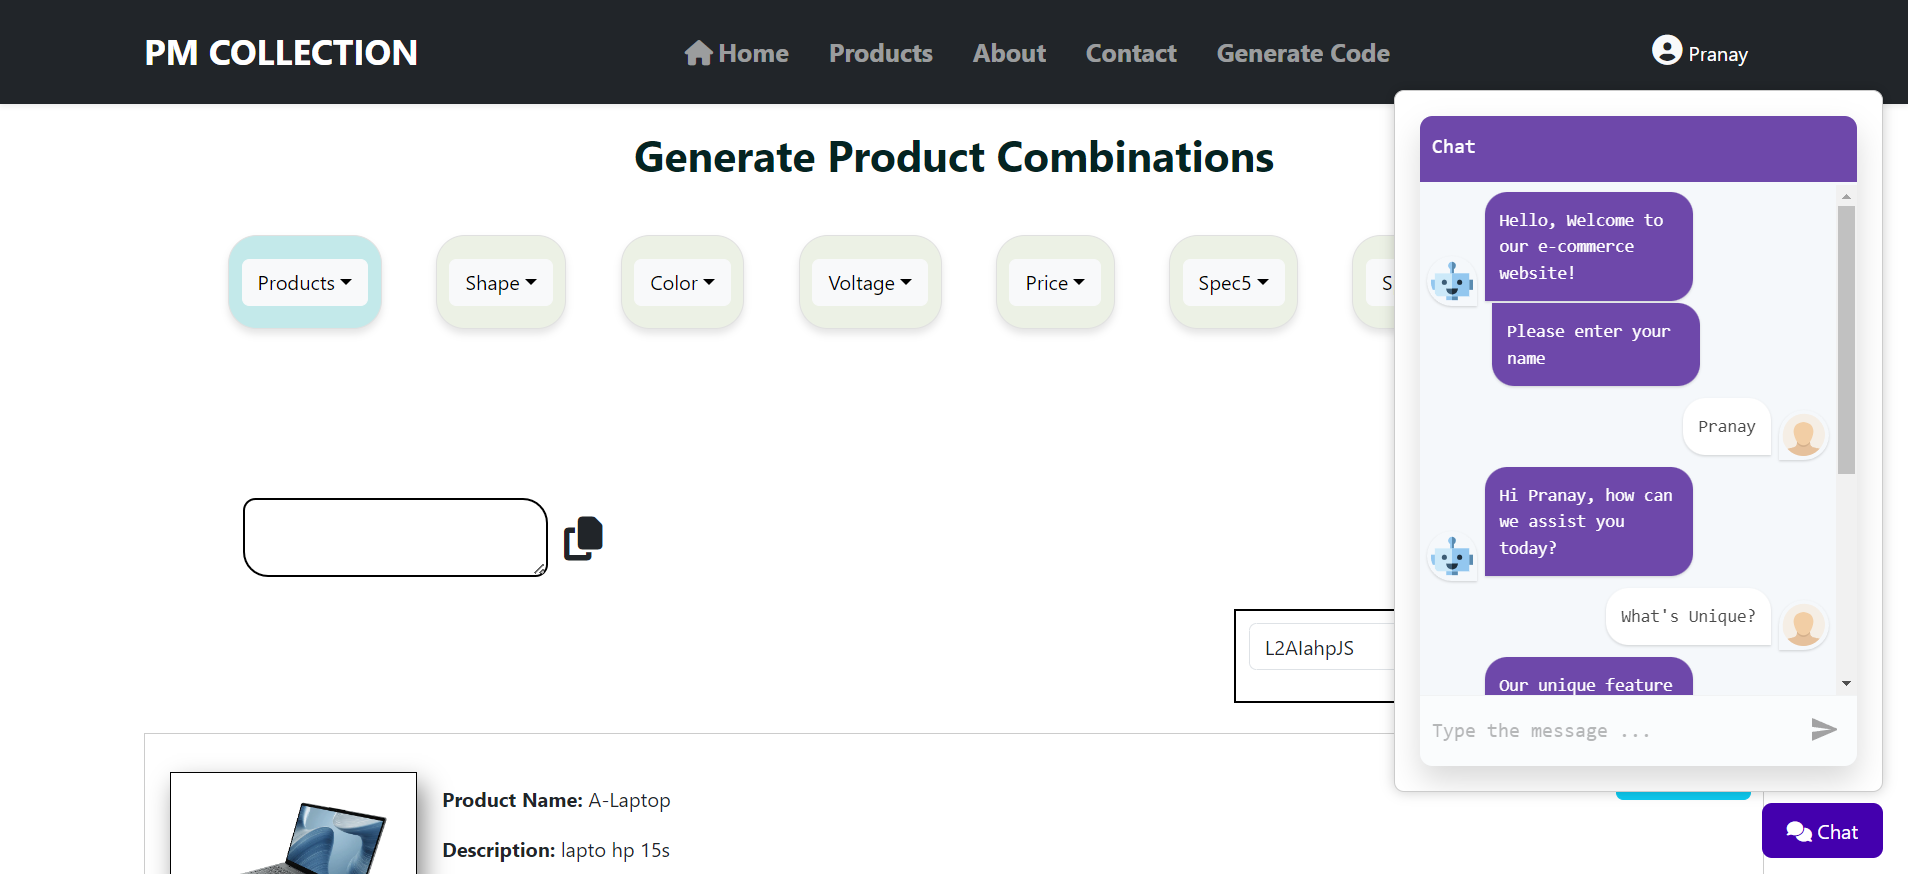 PM COLLECTION
Home
Products
About
Contact
Generate Code
Pranay
Generate Product Combinations
Products
Shape
Color
Voltage
Price
Spec5
S
L2AIahpJS
Product Name: A-Laptop
Description: lapto hp 15s
Chat
Hello, Welcome to
our e-commerce
website!
Please enter your
name
Pranay
Hi Pranay, how can
we assist you
today?
What's Unique?
Our unique feature
Type the message ...
Chat